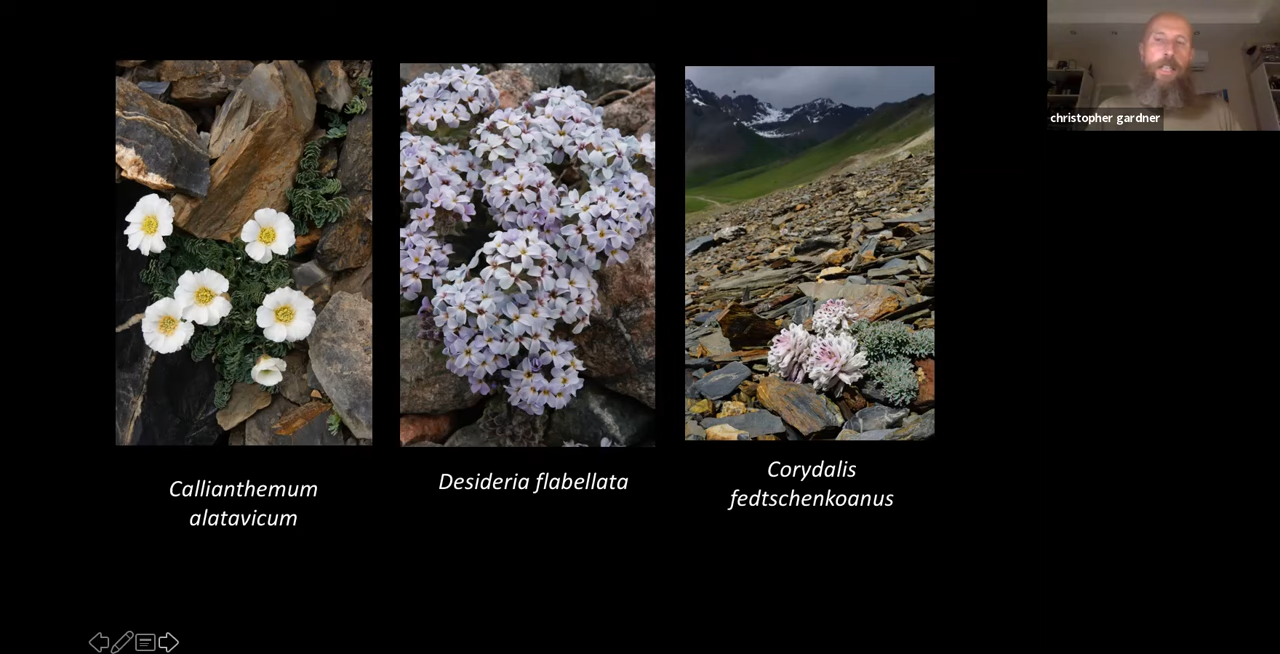 christopher gardner
Callianthemum
alatavicum
Desideria flabellata
Corydalis
fedtschenkoanus